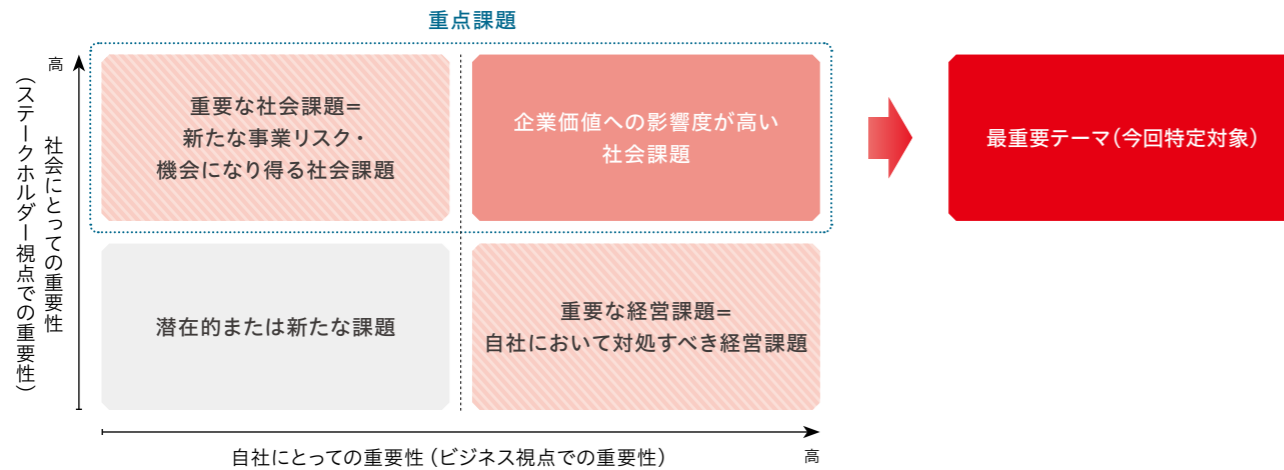 重点課題
高
社会にとっての重要性
(ステークホルダー視点での重要性)
重要な社会課題=
新たな事業リスク・
機会になり得る社会課題
企業価値への影響度が高い
社会課題
最重要テーマ(今回特定対象)
潜在的または新たな課題
重要な経営課題=
自社において対処すべき経営課題
自社にとっての重要性(ビジネス視点での重要性)
高